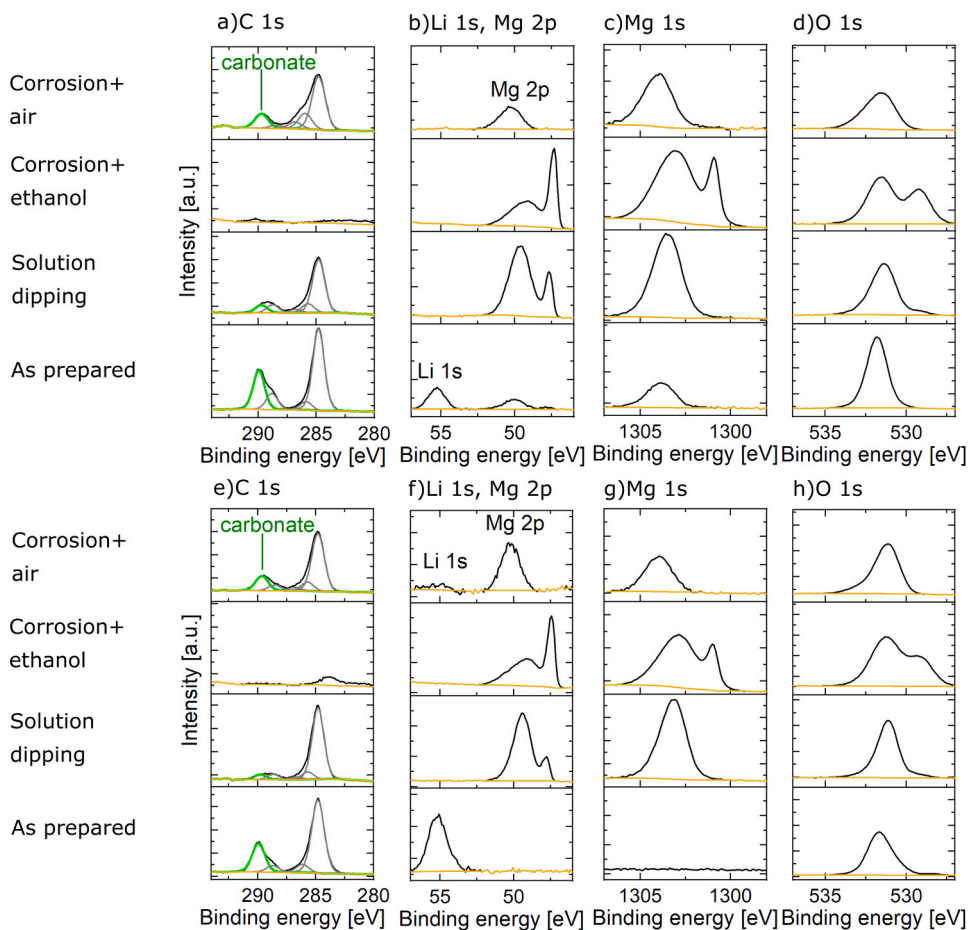 a)C 1s
b)Li 1s, Mg 2p
c)Mg 1s
d)O 1s
Corrosion+
air
carbonate
Mg 2p
Corrosion+
ethanol
Intensity [a.u.]
Solution
dipping
As prepared
Li 1s
290 285 280
55 50
1305 1300
535 530
Binding energy [eV]
Binding energy [eV]
Binding energy [eV]
Binding energy [eV]
e)C 1s
f)Li 1s, Mg 2p
g)Mg 1s
h)O 1s
Corrosion+
air
carbonate
Mg 2p
Li 1s
Corrosion+
ethanol
Intensity [a.u.]
Solution
dipping
As prepared
290 285 280
55 50
1305 1300
535 530
Binding energy [eV]
Binding energy [eV]
Binding energy [eV]
Binding energy [eV]